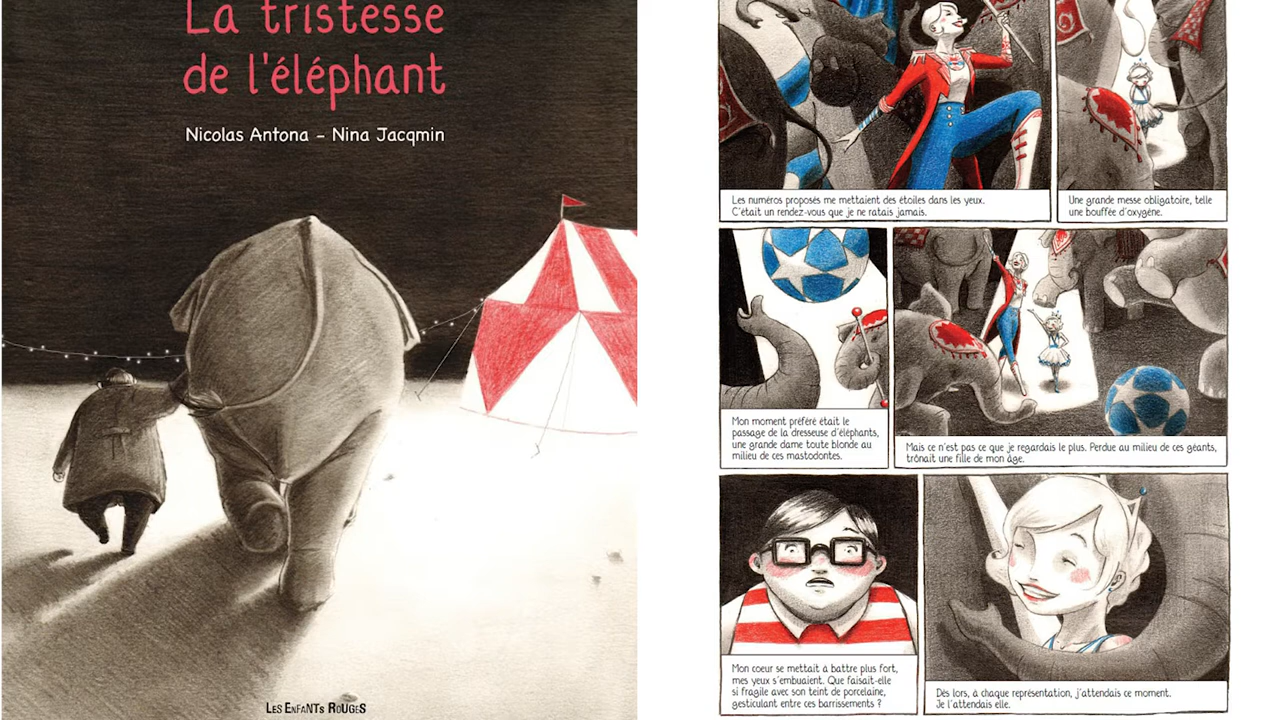 La tristesse
de l'éléphant
Nicolas Antona - Nina Jacqmin
LES ENFANTS ROUGES
Les numéros proposés me mettaient des étoiles dans les yeux.
C'était un rendez-vous que je ne ratais jamais.
Une grande messe obligatoire, telle
une bouffée d'oxygène.
Mon moment préféré était le
passage de la dresseuse d'éléphants,
une grande dame toute blonde au
milieu de ces mastodontes.
Mais ce n'est pas ce que je regardais le plus. Perdue au milieu de ces géants,
trônait une fille de mon âge.
Mon coeur se mettait à battre plus fort,
mes yeux s'embuaient. Que faisait-elle
si fragile avec son teint de porcelaine,
gesticulant entre ces barrissements ?
Dès lors, à chaque représentation, j'attendais ce moment.
Je l'attendais elle.